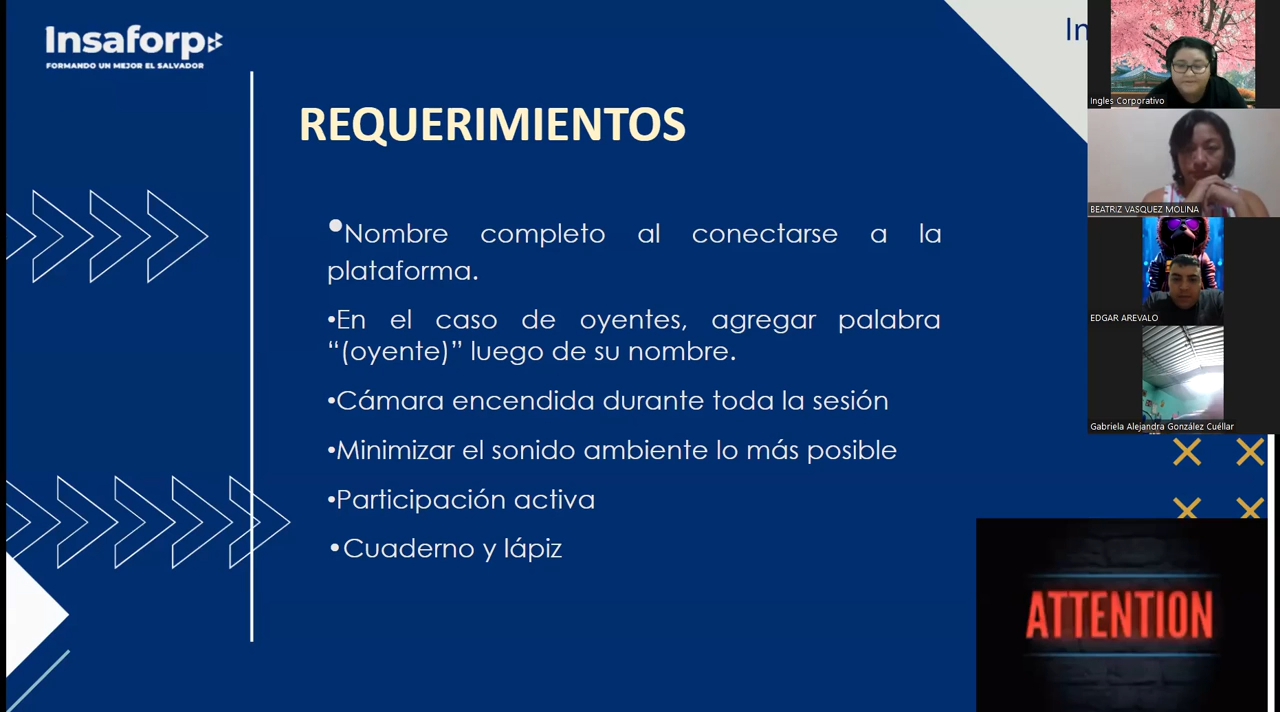 Insaforp
FORMANDO UN MEJOR EL SALVADOR
In
REQUERIMIENTOS
•Nombre completo al conectarse a la
plataforma.
•En el caso de oyentes, agregar palabra
“(oyente)” luego de su nombre.
•Cámara encendida durante toda la sesión
•Minimizar el sonido ambiente lo más posible
•Participación activa
•Cuaderno y lápiz
Ingles Corporativo
BEATRIZ VASQUEZ MOLINA
EDGAR AREVALO
Gabriela Alejandra González Cuéllar
ATTENTION